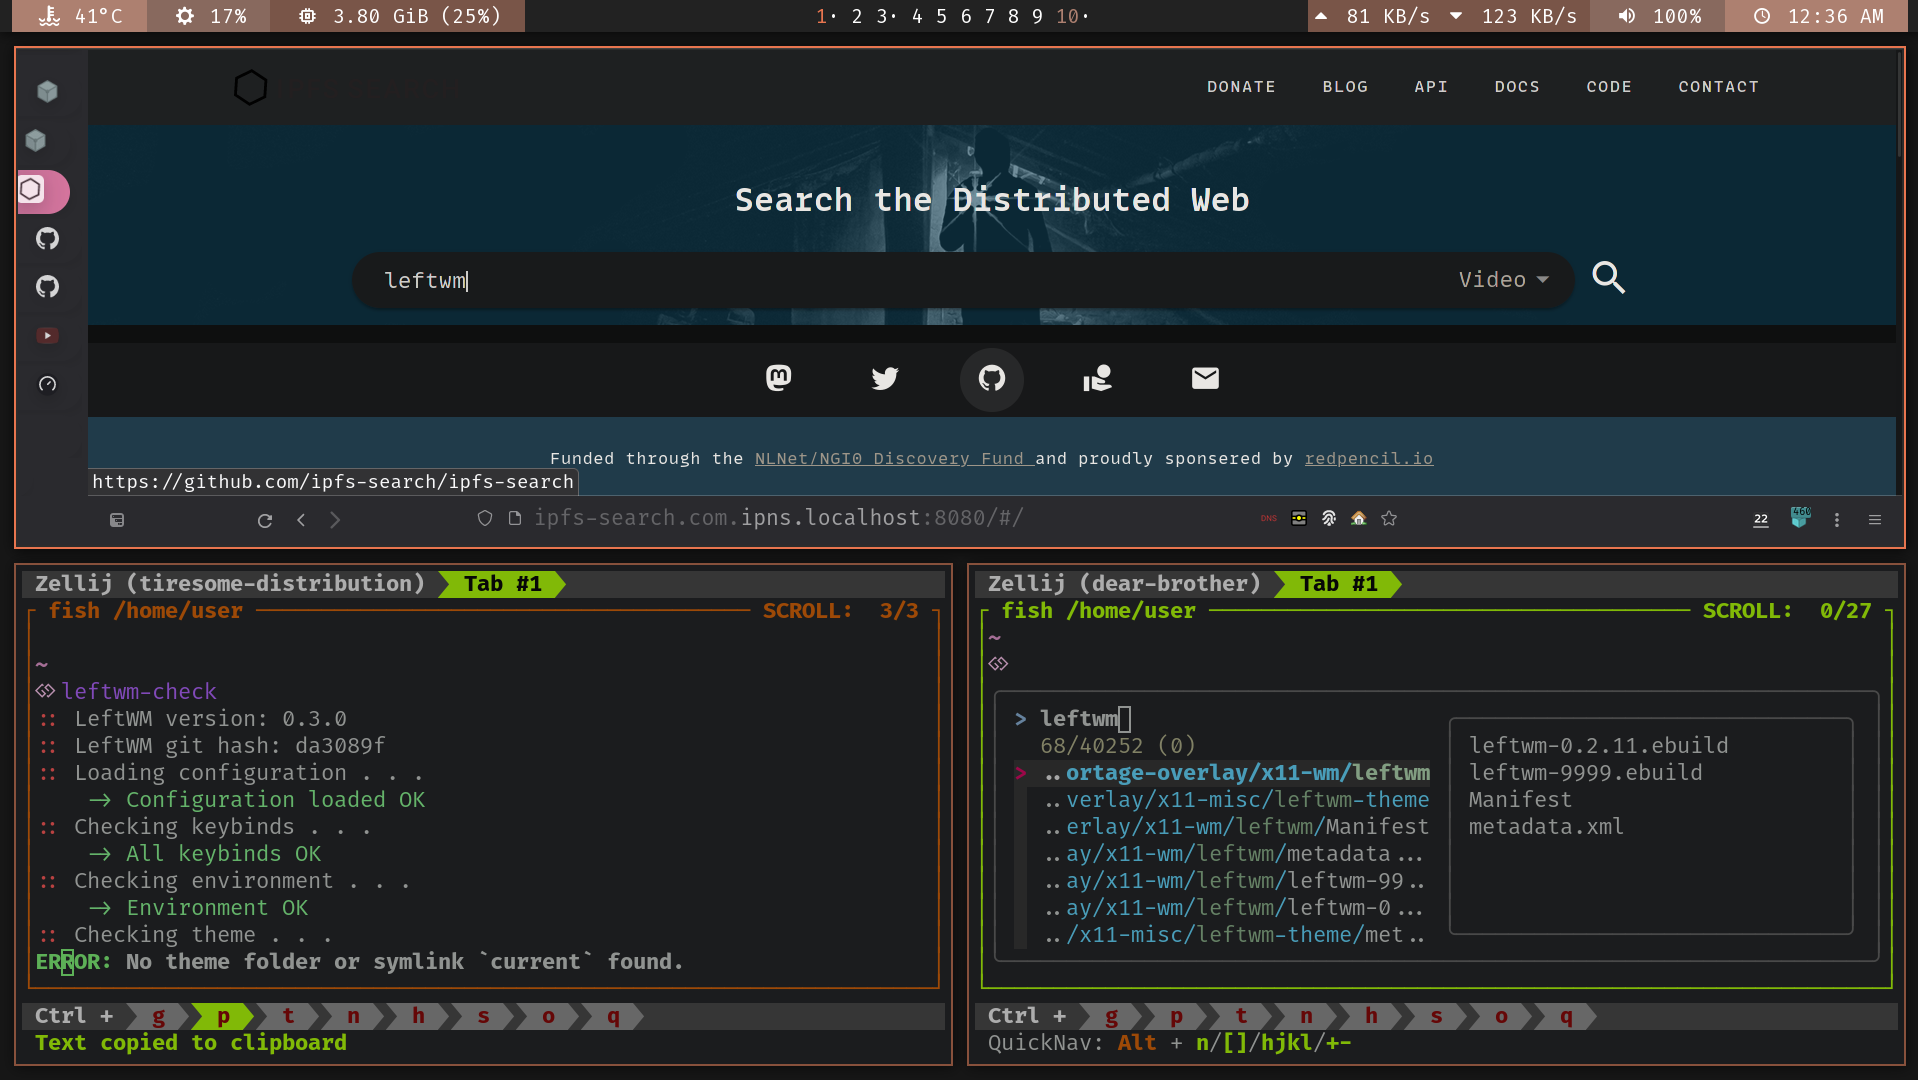 41°C 17% 3.80 GiB (25%) 1· 2 3· 4 5 6 7 8 9 10· 81 KB/s 123 KB/s 100% 12:36 AM
DONATE BLOG API DOCS CODE CONTACT
Search the Distributed Web
leftwm Video
Funded through the NLNet/NGI0 Discovery Fund and proudly sponsered by redpencil.io
https://github.com/ipfs-search/ipfs-search
ipfs-search.com.ipns.localhost:8080/#/ DNS 22 460
Zellij (tiresome-distribution) Tab #1
fish /home/user SCROLL: 3/3
~
leftwm-check
:: LeftWM version: 0.3.0
:: LeftWM git hash: da3089f
:: Loading configuration . . .
-> Configuration loaded OK
:: Checking keybinds . . .
-> All keybinds OK
:: Checking environment . . .
-> Environment OK
:: Checking theme . . .
ERROR: No theme folder or symlink `current` found.
Ctrl + g p t n h s o q
Text copied to clipboard
Zellij (dear-brother) Tab #1
fish /home/user SCROLL: 0/27
~
> leftwm
68/40252 (0)
> ..ortage-overlay/x11-wm/leftwm
..verlay/x11-misc/leftwm-theme
..erlay/x11-wm/leftwm/Manifest
..ay/x11-wm/leftwm/metadata...
..ay/x11-wm/leftwm/leftwm-99..
..ay/x11-wm/leftwm/leftwm-0...
../x11-misc/leftwm-theme/met..
leftwm-0.2.11.ebuild
leftwm-9999.ebuild
Manifest
metadata.xml
Ctrl + g p t n h s o q
QuickNav: Alt + n/[]/hjkl/+-